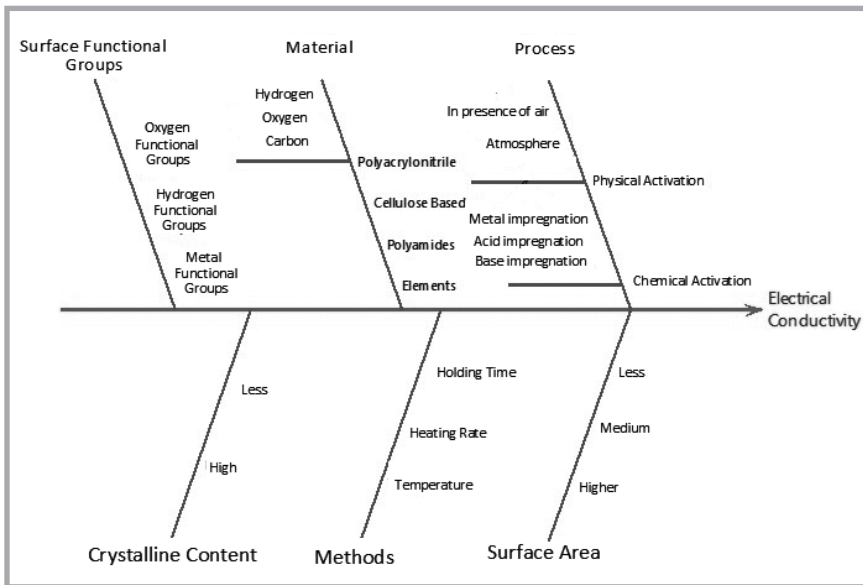 Surface Functional
Groups
Material
Process
Oxygen
Functional
Groups
Hydrogen
Functional
Groups
Metal
Functional
Groups
Hydrogen
Oxygen
Carbon
Polyacrylonitrile
Cellulose Based
Polyamides
Elements
In presence of air
Atmosphere
Physical Activation
Metal impregnation
Acid impregnation
Base impregnation
Chemical Activation
Electrical
Conductivity
Less
High
Holding Time
Heating Rate
Temperature
Less
Medium
Higher
Crystalline Content
Methods
Surface Area